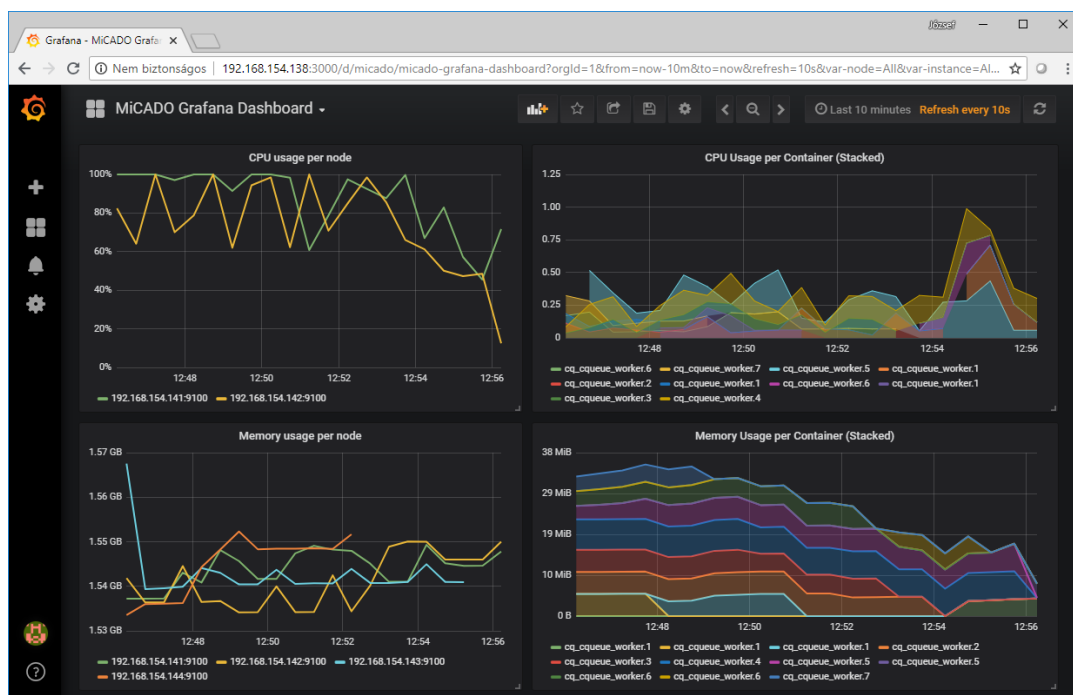 József
Grafana - MiCADO Grafa
Nem biztonságos | 192.168.154.138:3000/d/micado/micado-grafana-dashboard?orgId=1&from=now-10m&to=now&refresh=10s&var-node=All&var-instance=Al...
MiCADO Grafana Dashboard
Last 10 minutes Refresh every 10s
CPU usage per node
100%
80%
60%
40%
20%
0%
12:48 12:50 12:52 12:54 12:56
192.168.154.141:9100 192.168.154.142:9100
CPU Usage per Container (Stacked)
1.25
1.00
0.75
0.50
0.25
0
12:48 12:50 12:52 12:54 12:56
cq_cqueue_worker.6 cq_cqueue_worker.7 cq_cqueue_worker.5 cq_cqueue_worker.1
cq_cqueue_worker.2 cq_cqueue_worker.1 cq_cqueue_worker.6 cq_cqueue_worker.1
cq_cqueue_worker.3 cq_cqueue_worker.4
Memory usage per node
1.57 GB
1.56 GB
1.55 GB
1.54 GB
1.53 GB
12:48 12:50 12:52 12:54 12:56
192.168.154.141:9100 192.168.154.142:9100 192.168.154.143:9100
192.168.154.144:9100
Memory Usage per Container (Stacked)
38 MiB
29 MiB
19 MiB
10 MiB
0 B
12:48 12:50 12:52 12:54 12:56
cq_cqueue_worker.1 cq_cqueue_worker.1 cq_cqueue_worker.1 cq_cqueue_worker.2
cq_cqueue_worker.3 cq_cqueue_worker.4 cq_cqueue_worker.5 cq_cqueue_worker.5
cq_cqueue_worker.6 cq_cqueue_worker.6 cq_cqueue_worker.7